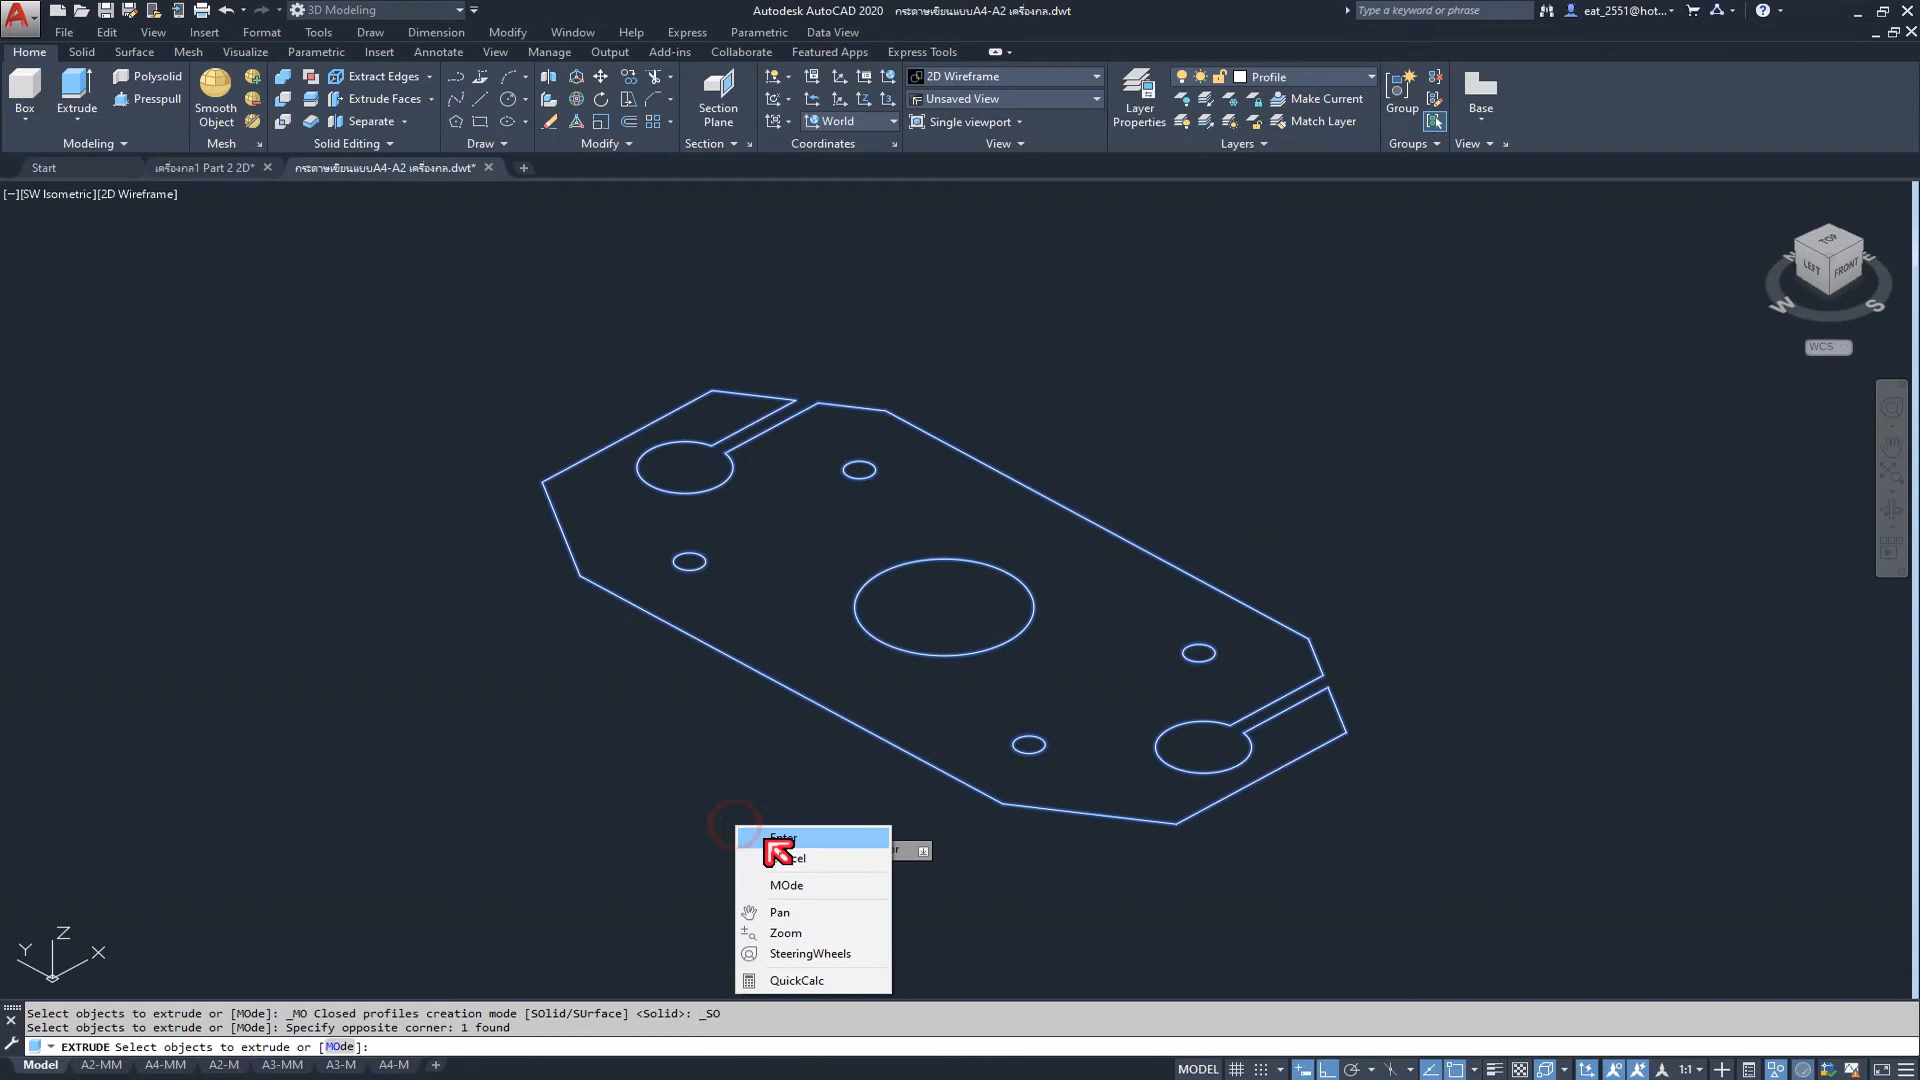 3D Modeling
Autodesk AutoCAD 2020 กระดาษเขียนแบบA4-A2 เครื่องกล.dwt
Type a keyword or phrase
eat_2551@hot...
File Edit View Insert Format Tools Draw Dimension Modify Window Help Express Parametric Data View
Home Solid Surface Mesh Visualize Parametric Insert Annotate View Manage Output Add-ins Collaborate Featured Apps Express Tools
Box
Extrude
Polysolid
Presspull
Smooth
Object
Extract Edges
Extrude Faces
Separate
Section
Plane
World
2D Wireframe
Unsaved View
Single viewport
Layer
Properties
Profile
Make Current
Match Layer
Group
Base
Modeling Mesh Solid Editing Draw Modify Section Coordinates View Layers Groups View
Start
เครื่องกล1 Part 2 2D*
กระดาษเขียนแบบA4-A2 เครื่องกล.dwt*
[−][SW Isometric][2D Wireframe]
TOP
LEFT
FRONT
N
E
W
S
WCS
Enter
MOde
Pan
Zoom
SteeringWheels
QuickCalc
Z
Y
X
Select objects to extrude or [MOde]: _MO Closed profiles creation mode [SOlid/SUrface] <Solid>: _SO
Select objects to extrude or [MOde]: Specify opposite corner: 1 found
EXTRUDE Select objects to extrude or [MOde]:
Model A2-MM A4-MM A2-M A3-MM A3-M A4-M
MODEL
1:1